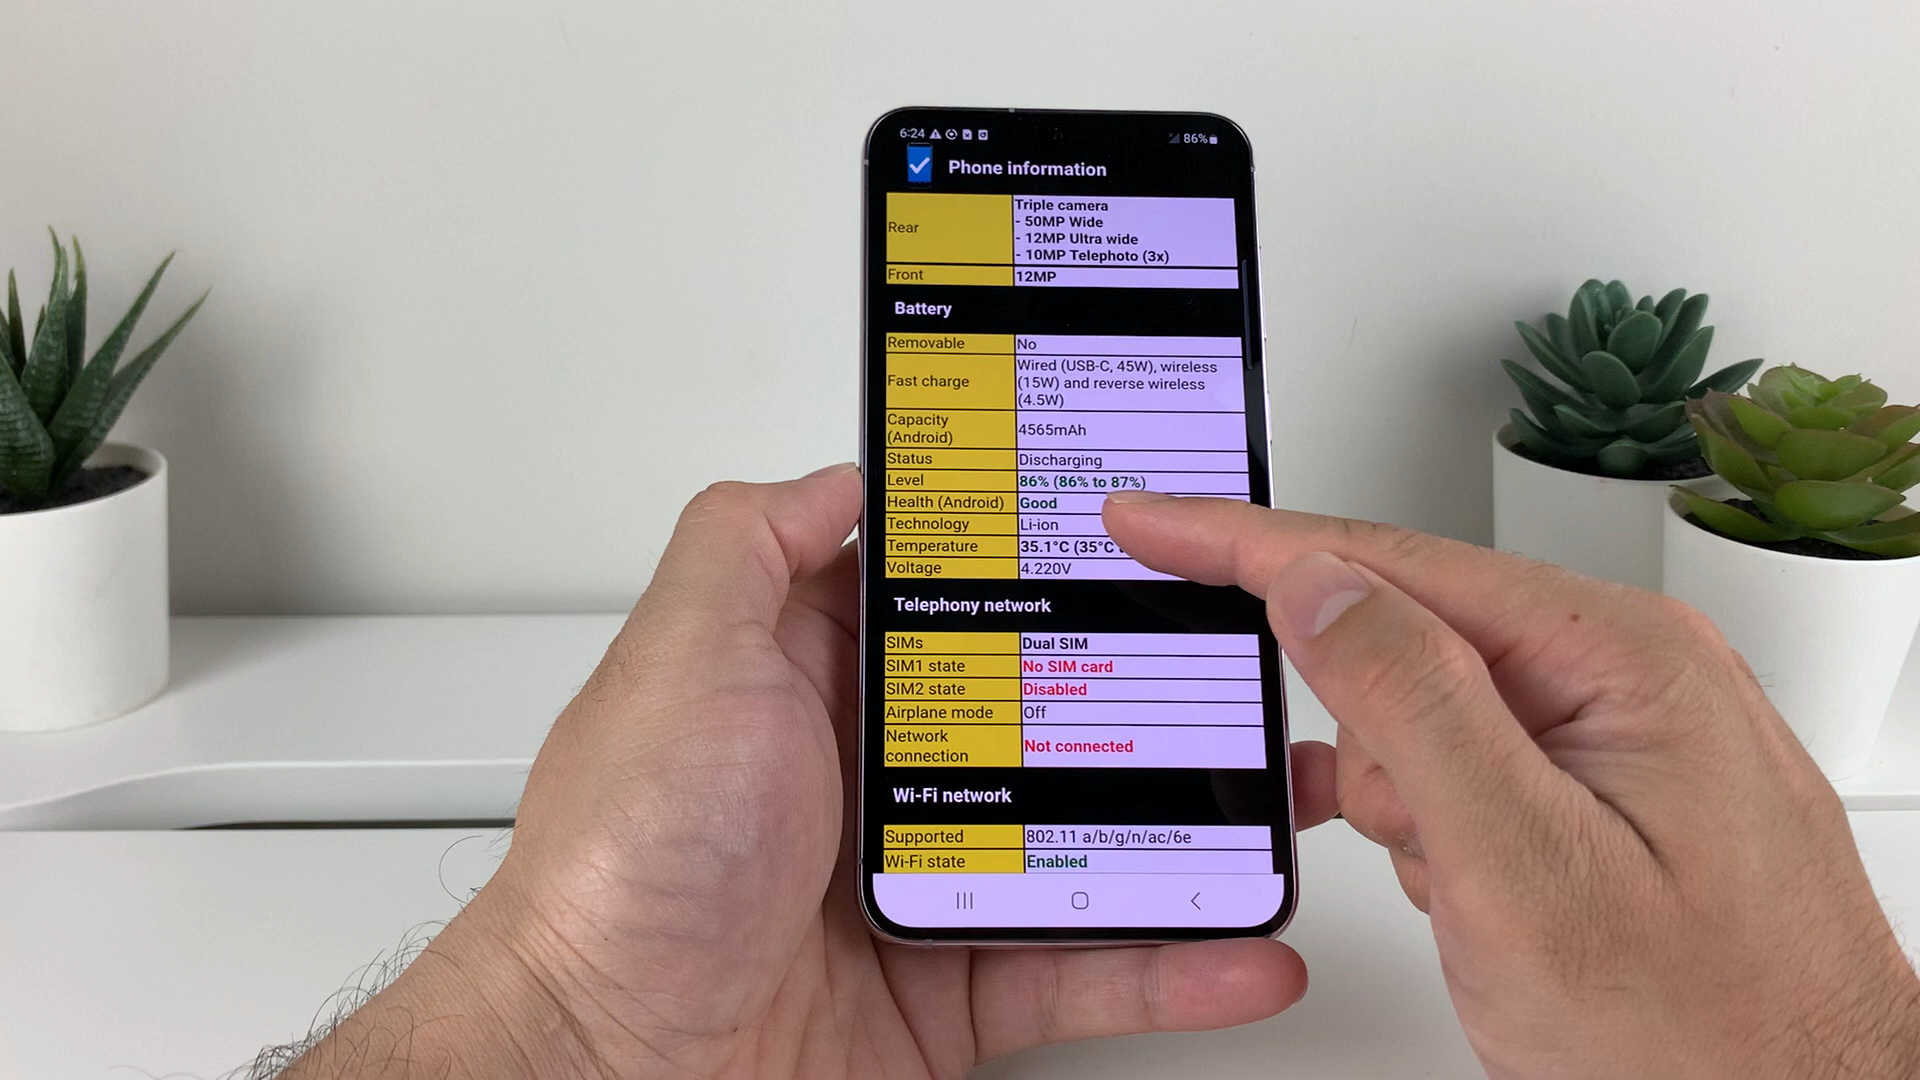 6:24 86%
Phone information
Rear
Triple camera
- 50MP Wide
- 12MP Ultra wide
- 10MP Telephoto (3x)
Front 12MP
Battery
Removable No
Fast charge
Wired (USB-C, 45W), wireless
(15W) and reverse wireless
(4.5W)
Capacity
(Android)
4565mAh
Status Discharging
Level 86% (86% to 87%)
Health (Android) Good
Technology Li-ion
Temperature 35.1°C (35°C
Voltage 4.220V
Telephony network
SIMs Dual SIM
SIM1 state No SIM card
SIM2 state Disabled
Airplane mode Off
Network
connection
Not connected
Wi-Fi network
Supported 802.11 a/b/g/n/ac/6e
Wi-Fi state Enabled